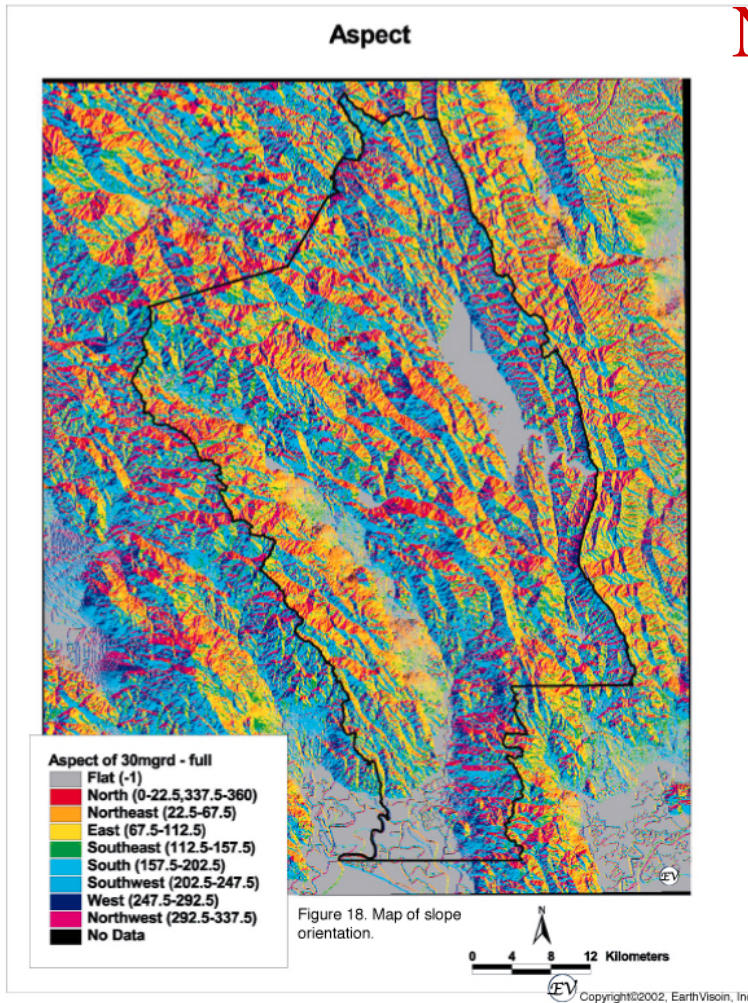 Aspect
Aspect of 30mgrd - full
Flat (-1)
North (0-22.5,337.5-360)
Northeast (22.5-67.5)
East (67.5-112.5)
Southeast (112.5-157.5)
South (157.5-202.5)
Southwest (202.5-247.5)
West (247.5-292.5)
Northwest (292.5-337.5)
No Data
Figure 18. Map of slope
orientation.
N
0 4 8 12 Kilometers
EV
EV Copyright©2002, EarthVisoin, Inc